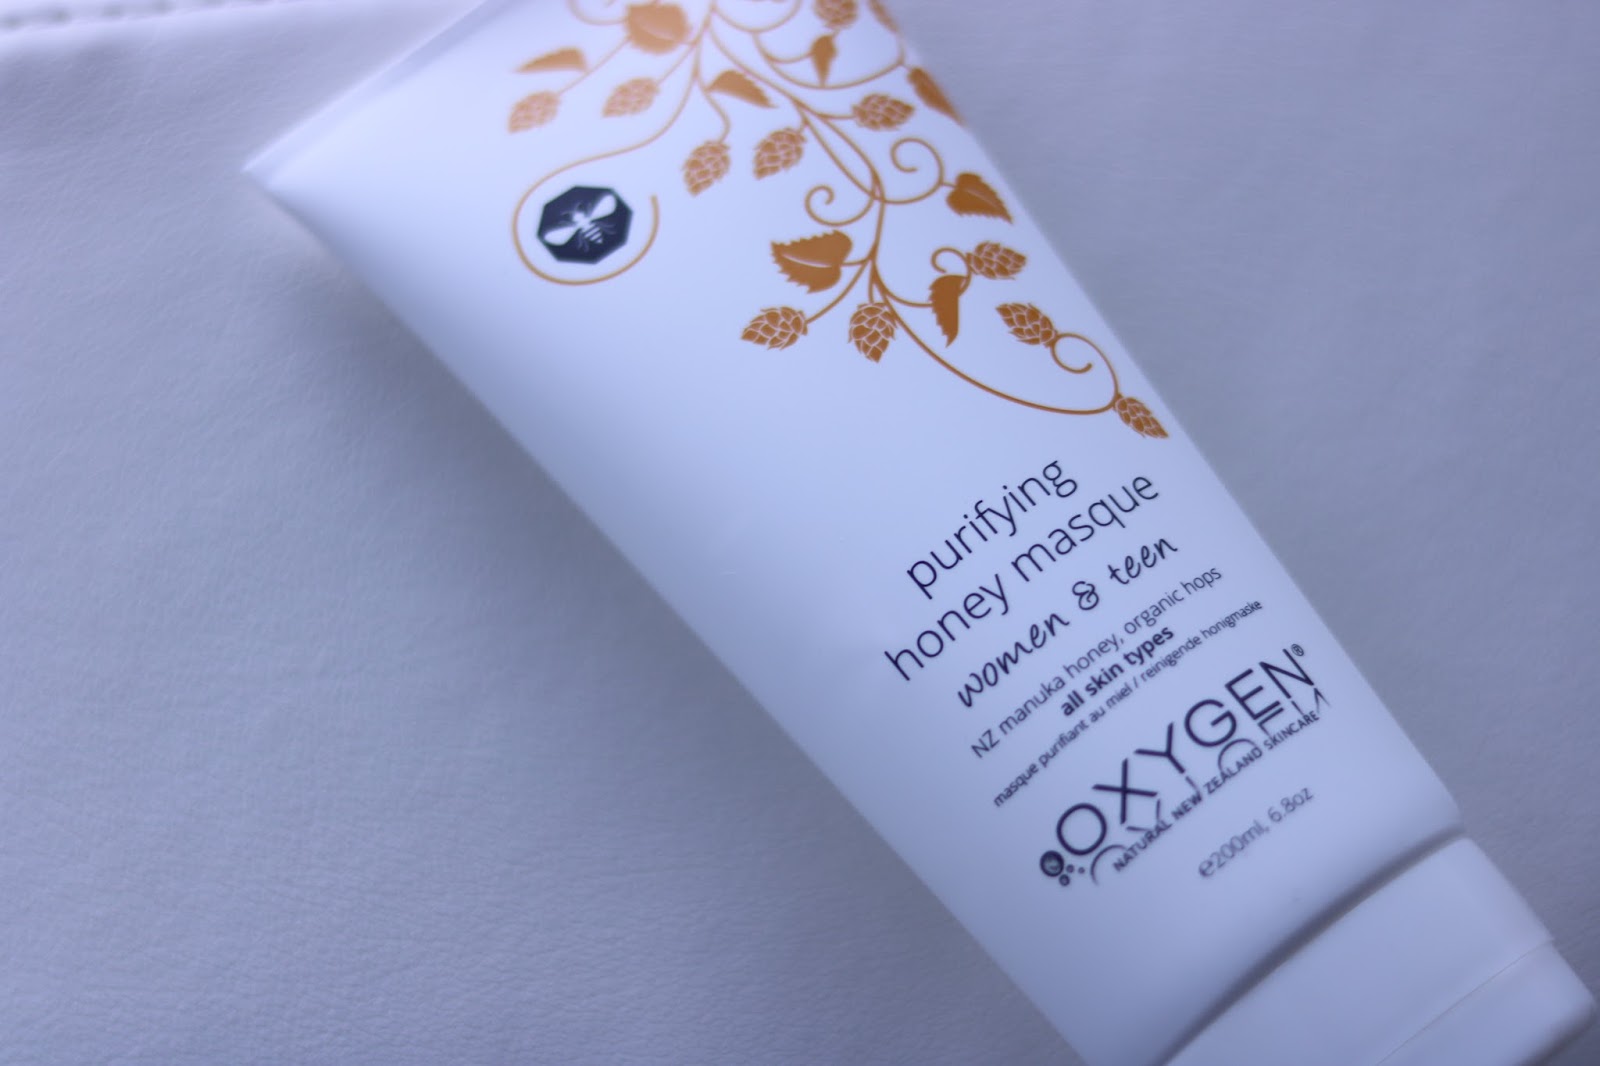 purifying
honey masque
women & teen
NZ manuka honey, organic hops
all skin types
masque purifiant au miel / reinigende honigmaske
OXYGEN®
NATURAL NEW ZEALAND SKINCARE
℮200ml, 6.8oz